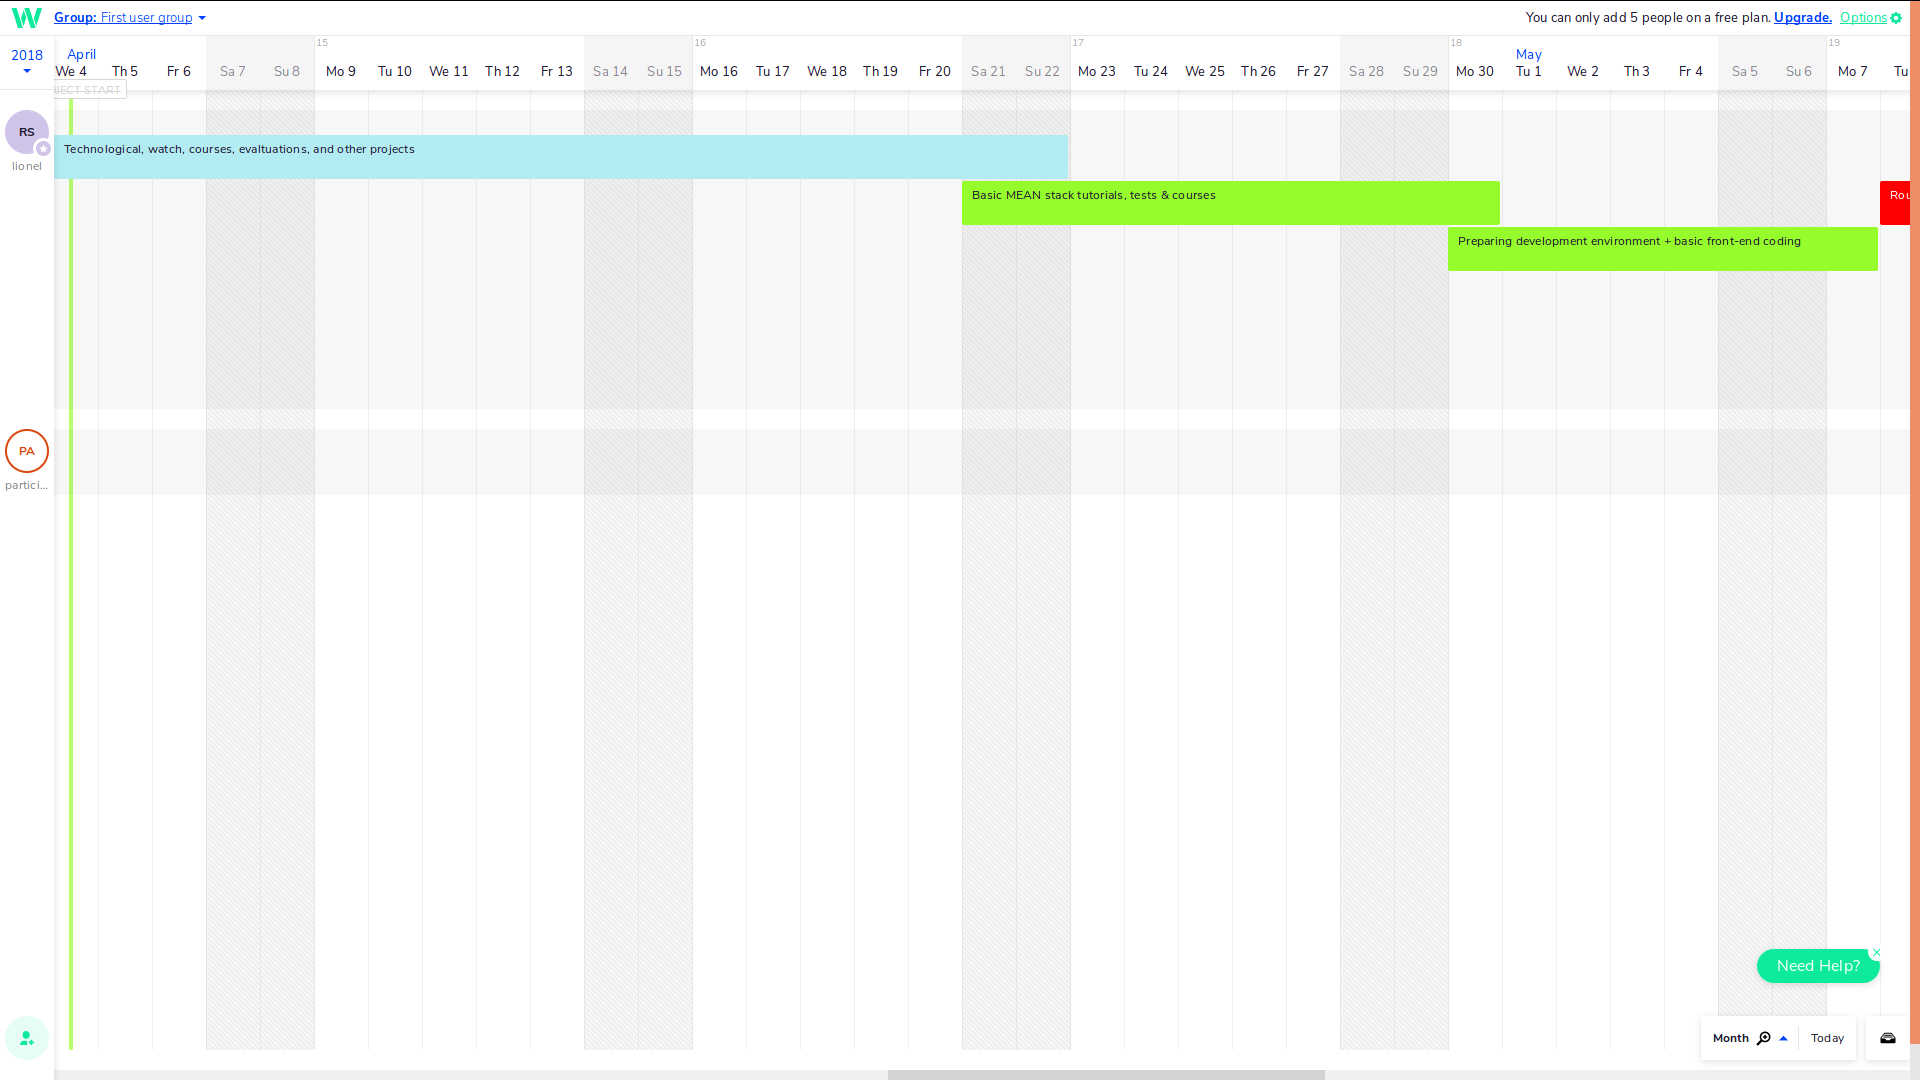 Group: First user group
You can only add 5 people on a free plan. Upgrade. Options
2018
April
15
16
17
18
May
19
We 4 Th 5 Fr 6 Sa 7 Su 8 Mo 9 Tu 10 We 11 Th 12 Fr 13 Sa 14 Su 15 Mo 16 Tu 17 We 18 Th 19 Fr 20 Sa 21 Su 22 Mo 23 Tu 24 We 25 Th 26 Fr 27 Sa 28 Su 29 Mo 30 Tu 1 We 2 Th 3 Fr 4 Sa 5 Su 6 Mo 7 Tu
JECT START
RS
lionel
Technological, watch, courses, evaltuations, and other projects
Basic MEAN stack tutorials, tests & courses
Rou
Preparing development environment + basic front-end coding
PA
partici...
Need Help?
Month
Today